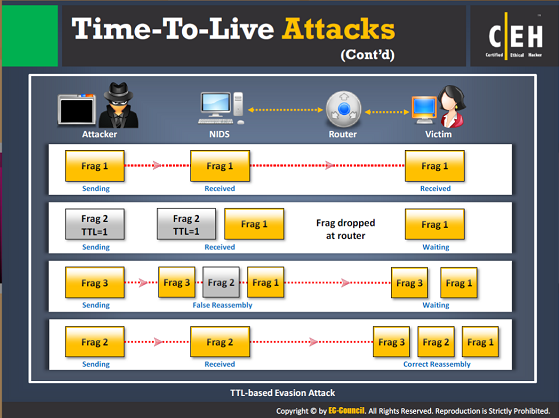 Time-To-Live Attacks
(Cont'd)
C|EH
Certified Ethical Hacker
Attacker
NIDS
Router
Victim
Frag 1
Frag 1
Frag 1
Sending
Received
Received
Frag 2
TTL=1
Frag 2
TTL=1
Frag 1
Frag dropped
at router
Frag 1
Sending
Received
Waiting
Frag 3
Frag 3
Frag 2
Frag 1
Frag 3
Frag 1
Sending
False Reassembly
Waiting
Frag 2
Frag 2
Frag 3
Frag 2
Frag 1
Sending
Received
Correct Reassembly
TTL-based Evasion Attack
Copyright © by EC-Council. All Rights Reserved. Reproduction is Strictly Prohibited.